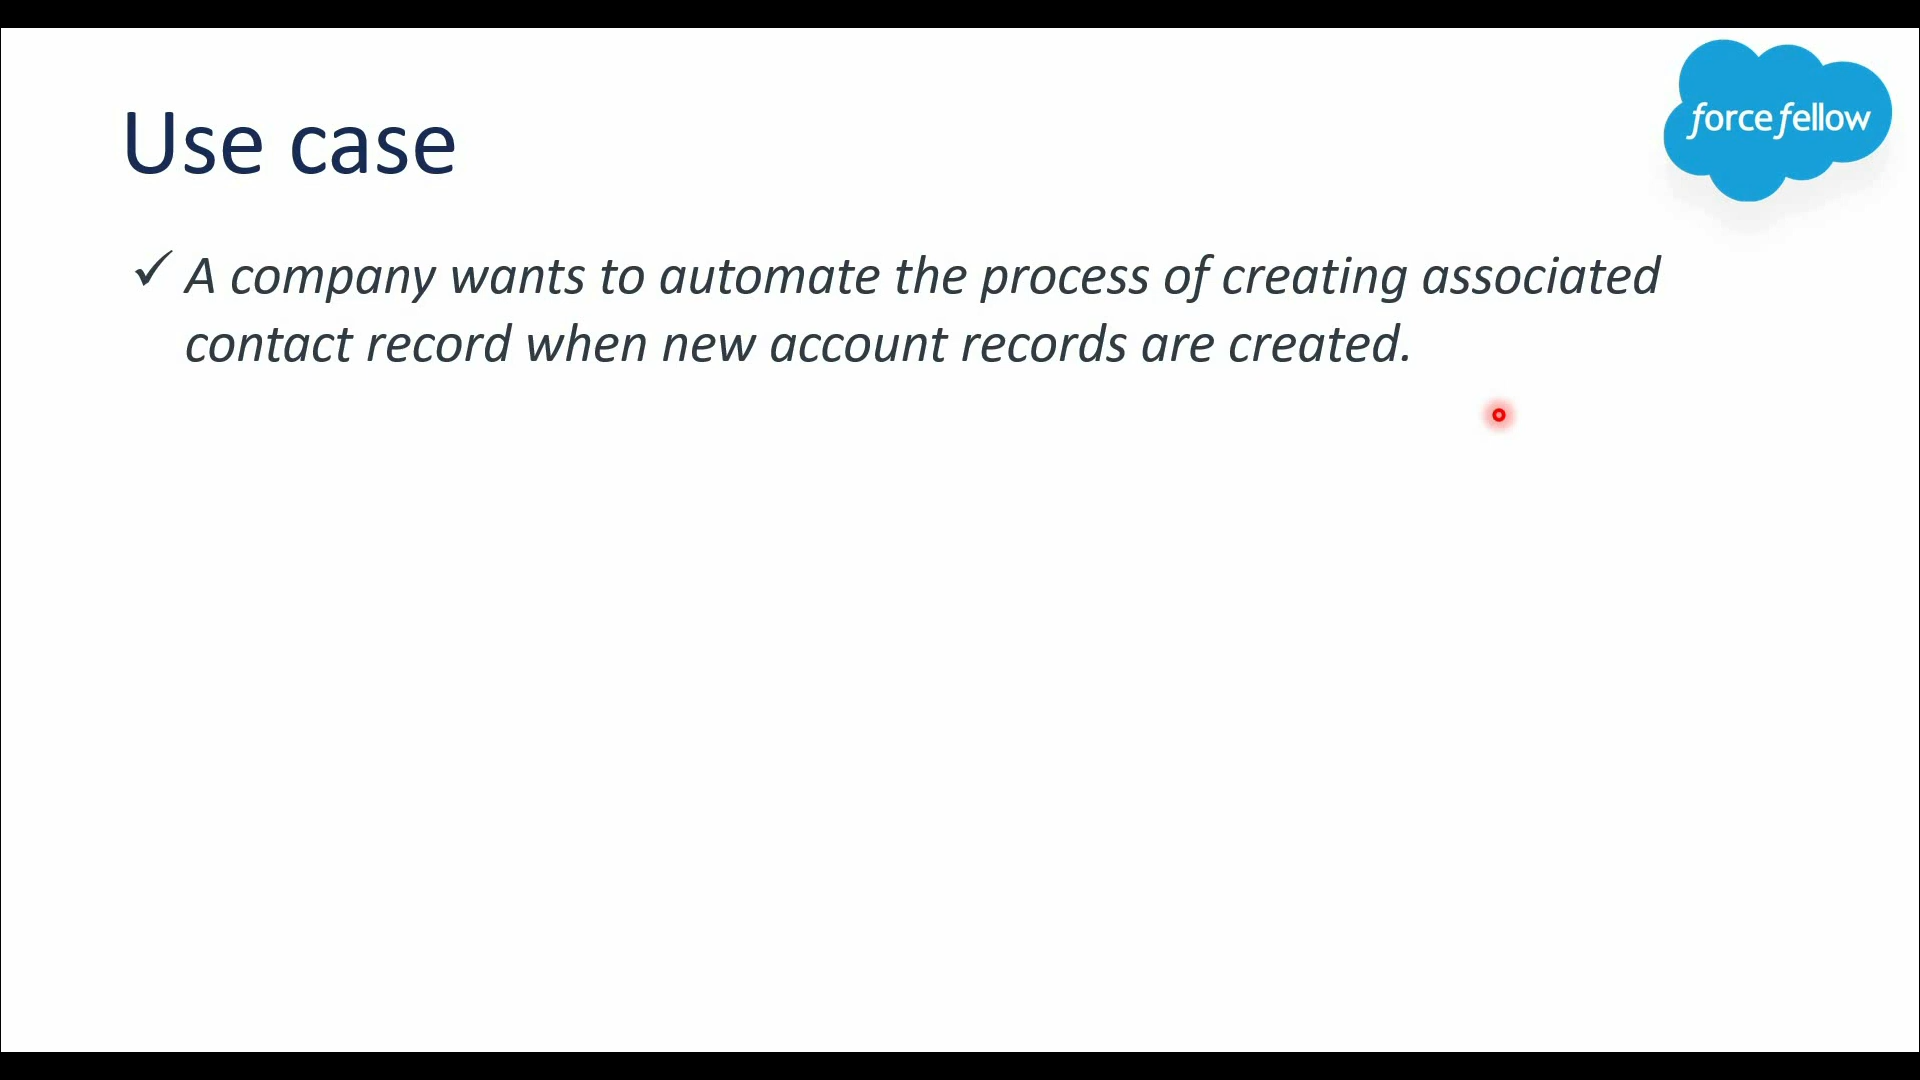 Use case
force fellow
✓ A company wants to automate the process of creating associated
contact record when new account records are created.